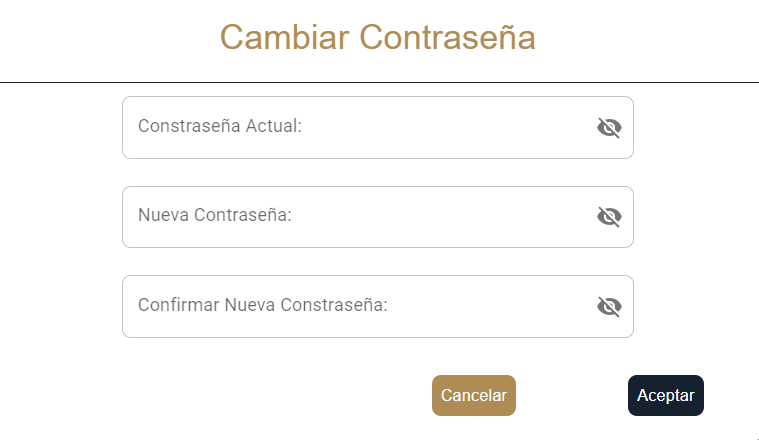 Cambiar Contraseña
Constraseña Actual:
Nueva Contraseña:
Confirmar Nueva Constraseña:
Cancelar Aceptar